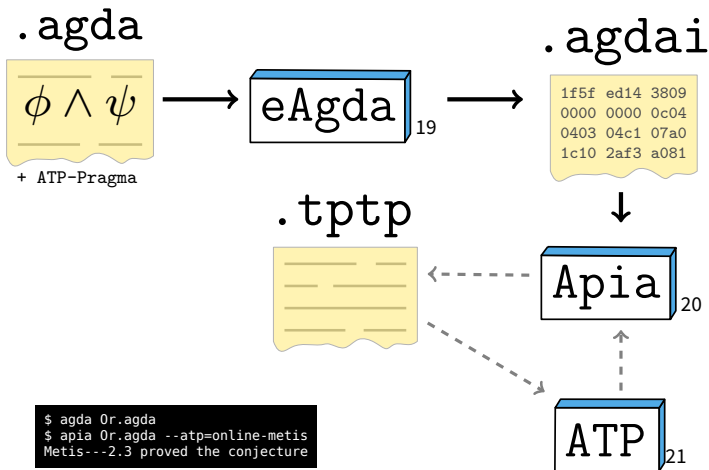 .agda
.agdai
ϕ ∧ ψ
eAgda
19
1f5f ed14 3809
0000 0000 0c04
0403 04c1 07a0
1c10 2af3 a081
+ ATP-Pragma
.tptp
Apia
20
ATP
21
$ agda Or.agda
$ apia Or.agda --atp=online-metis
Metis---2.3 proved the conjecture